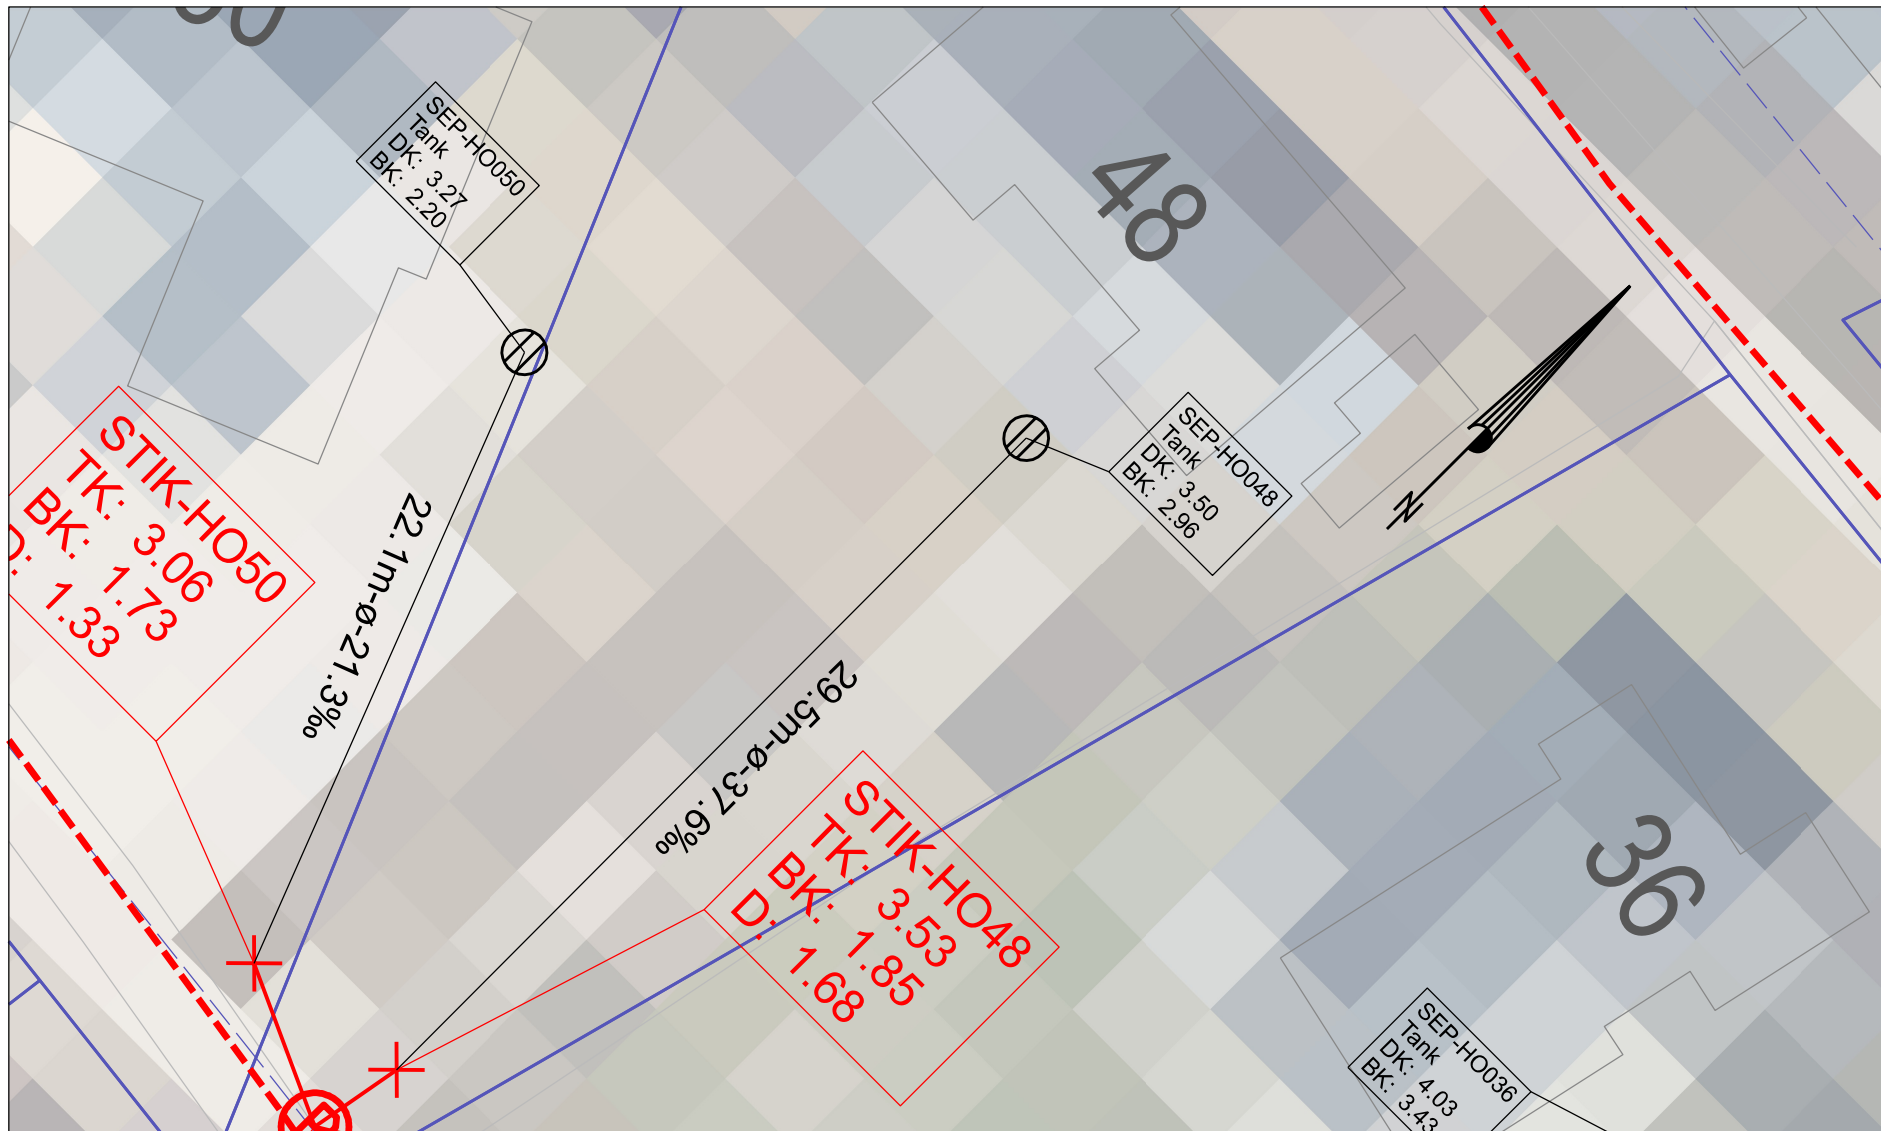 SEP-HO050
Tank
DK: 3.27
BK: 2.20
48
STIK-HO50
TK: 3.06
BK: 1.73
D: 1.33
22.1m-ø-21.3‰
SEP-HO048
Tank
DK: 3.50
BK: 2.96
N
29.5m-ø-37.6‰
STIK-HO48
TK: 3.53
BK: 1.85
D: 1.68
36
SEP-HO036
Tank
DK: 4.03
BK: 3.43